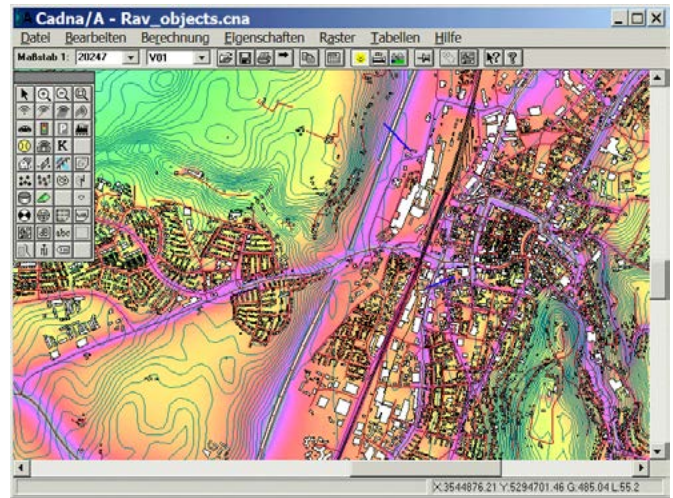 Cadna/A - Rav_objects.cna
Datei Bearbeiten Berechnung Eigenschaften Raster Tabellen Hilfe
Maßstab 1: 20247 V01
P
K
abc
X:3544876.21 Y:5294701.46 G:485.04 L:55.2